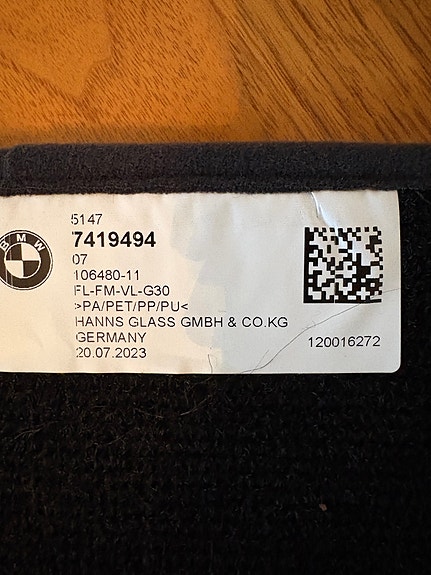 BMW
5147
7419494
07
106480-11
FL-FM-VL-G30
>PA/PET/PP/PU<
HANNS GLASS GMBH & CO.KG
GERMANY
20.07.2023
120016272